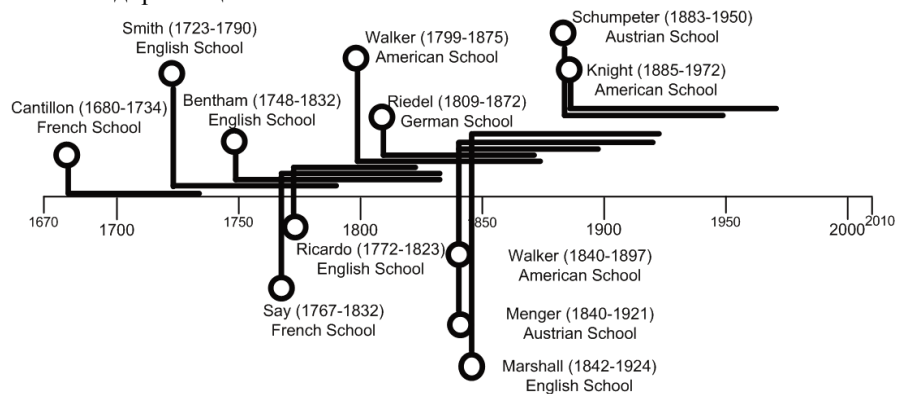 Smith (1723-1790)
English School
Walker (1799-1875)
American School
Schumpeter (1883-1950)
Austrian School
Knight (1885-1972)
American School
Cantillon (1680-1734)
French School
Bentham (1748-1832)
English School
Riedel (1809-1872)
German School
1670
1700
1750
1800
1850
1900
1950
2000
2010
Ricardo (1772-1823)
English School
Say (1767-1832)
French School
Walker (1840-1897)
American School
Menger (1840-1921)
Austrian School
Marshall (1842-1924)
English School